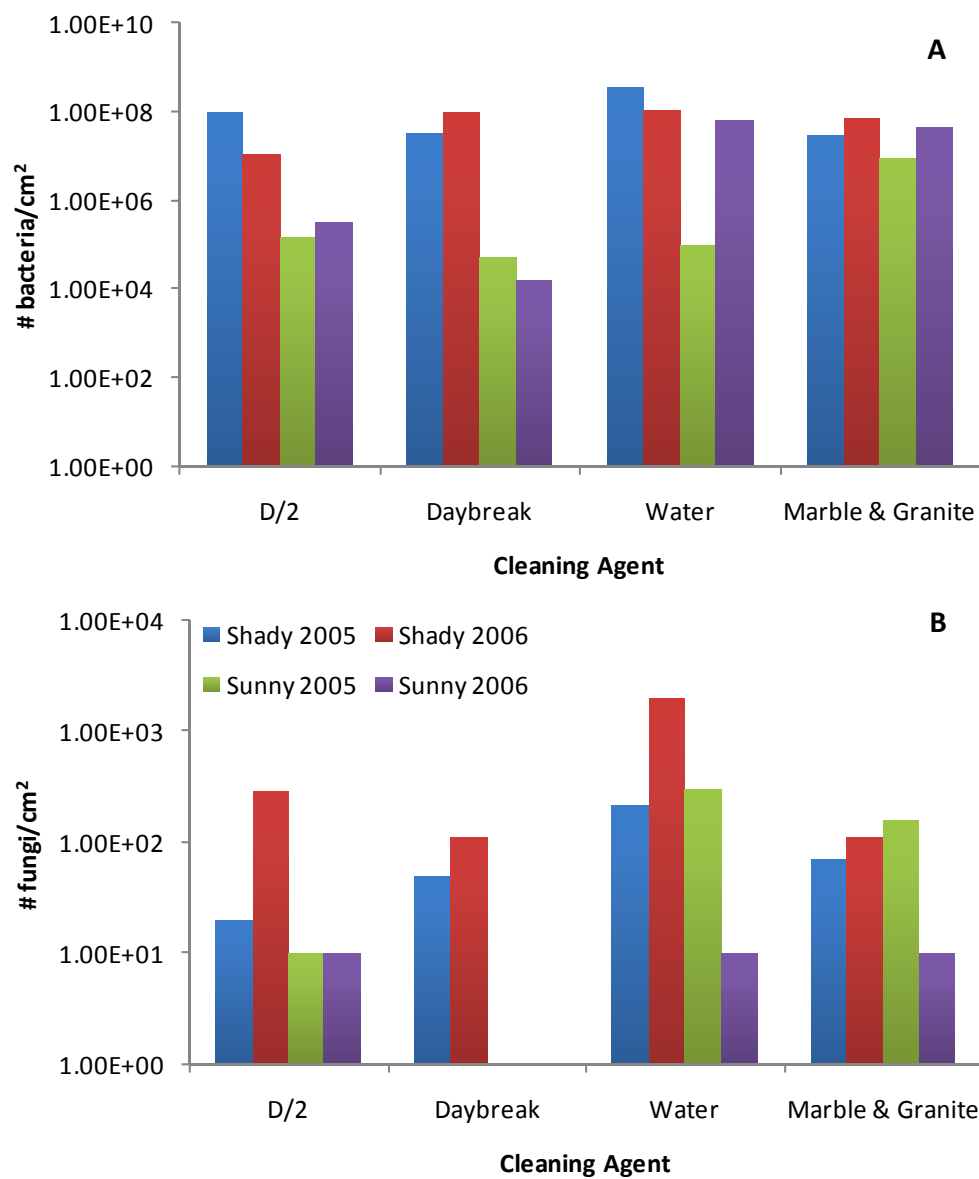 A
1.00E+10
1.00E+08
1.00E+06
1.00E+04
1.00E+02
1.00E+00
# bacteria/cm²
D/2 Daybreak Water Marble & Granite
Cleaning Agent
B
1.00E+04
1.00E+03
1.00E+02
1.00E+01
1.00E+00
# fungi/cm²
Shady 2005 Shady 2006
Sunny 2005 Sunny 2006
D/2 Daybreak Water Marble & Granite
Cleaning Agent